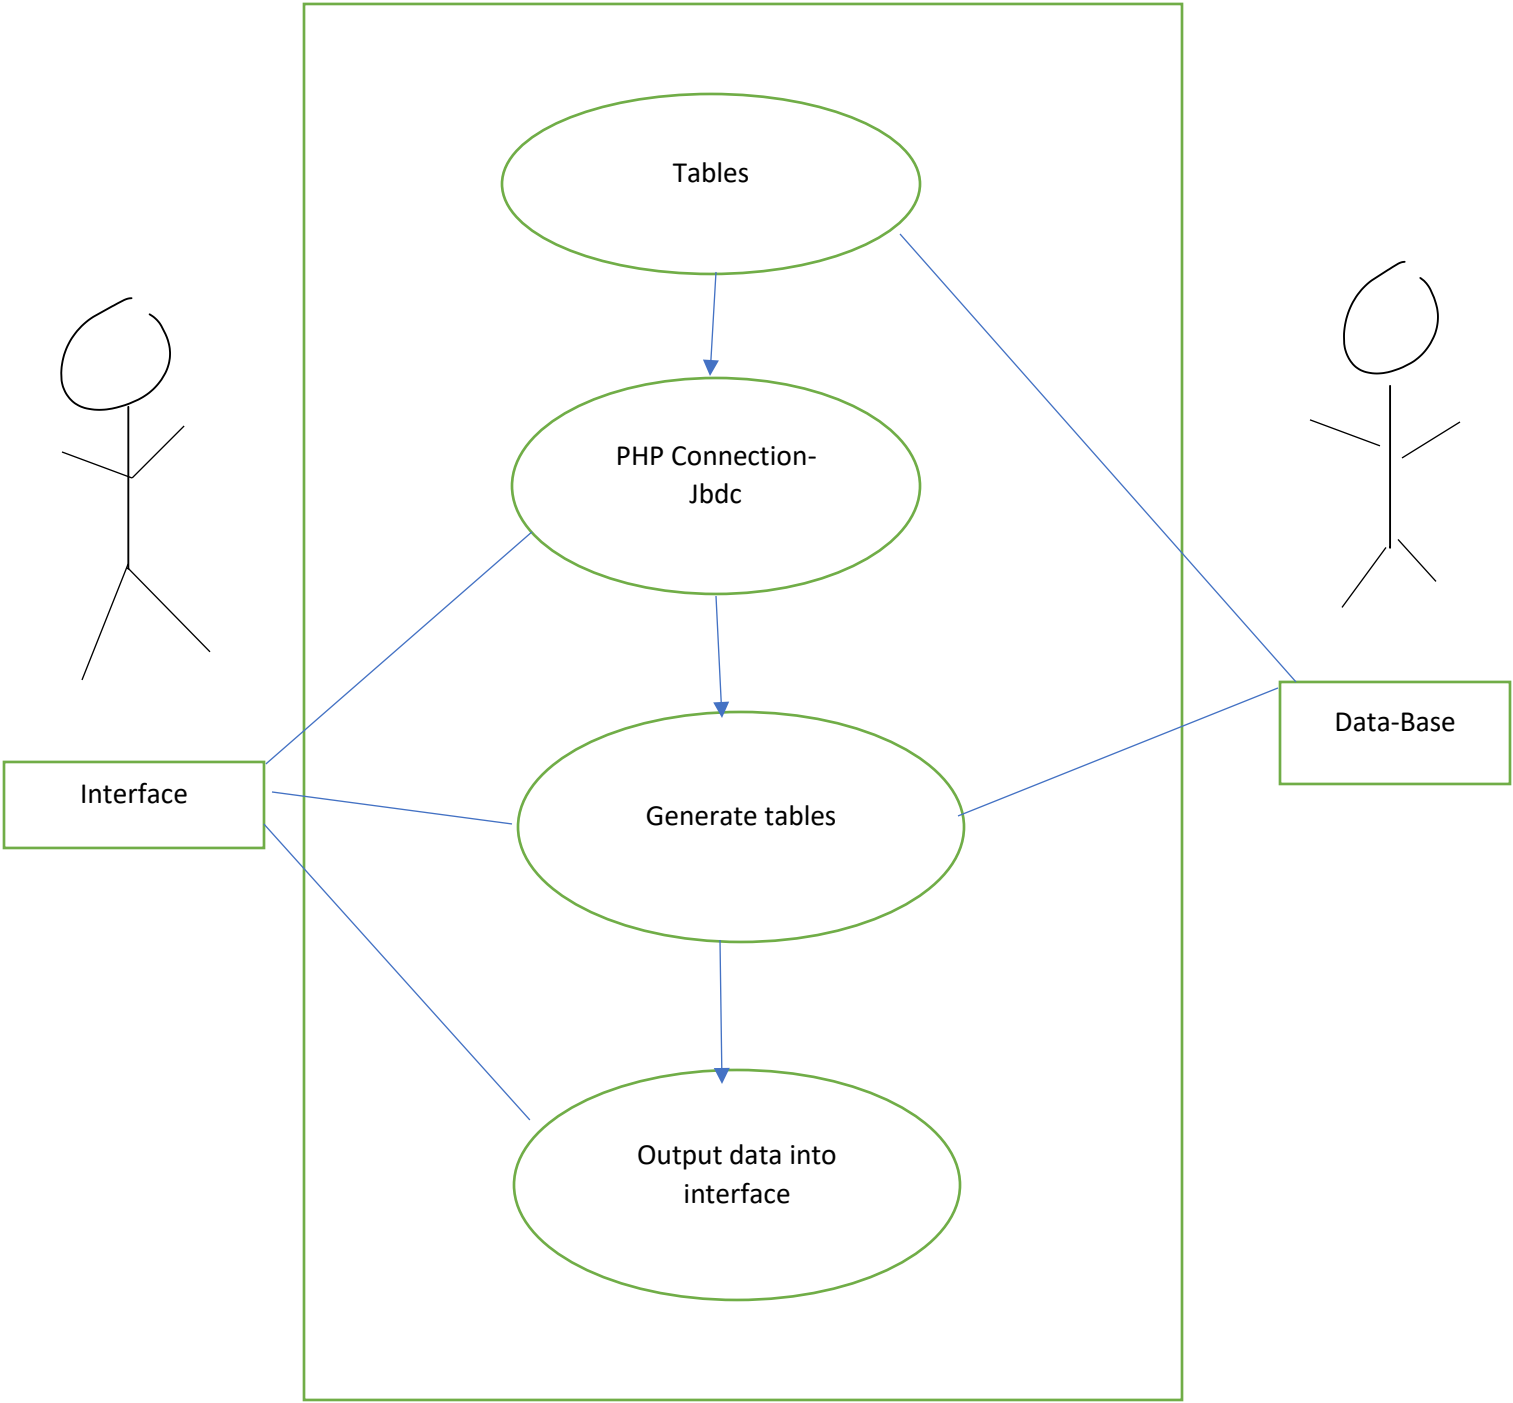 Tables
PHP Connection-
Jbdc
Interface
Data-Base
Generate tables
Output data into
interface